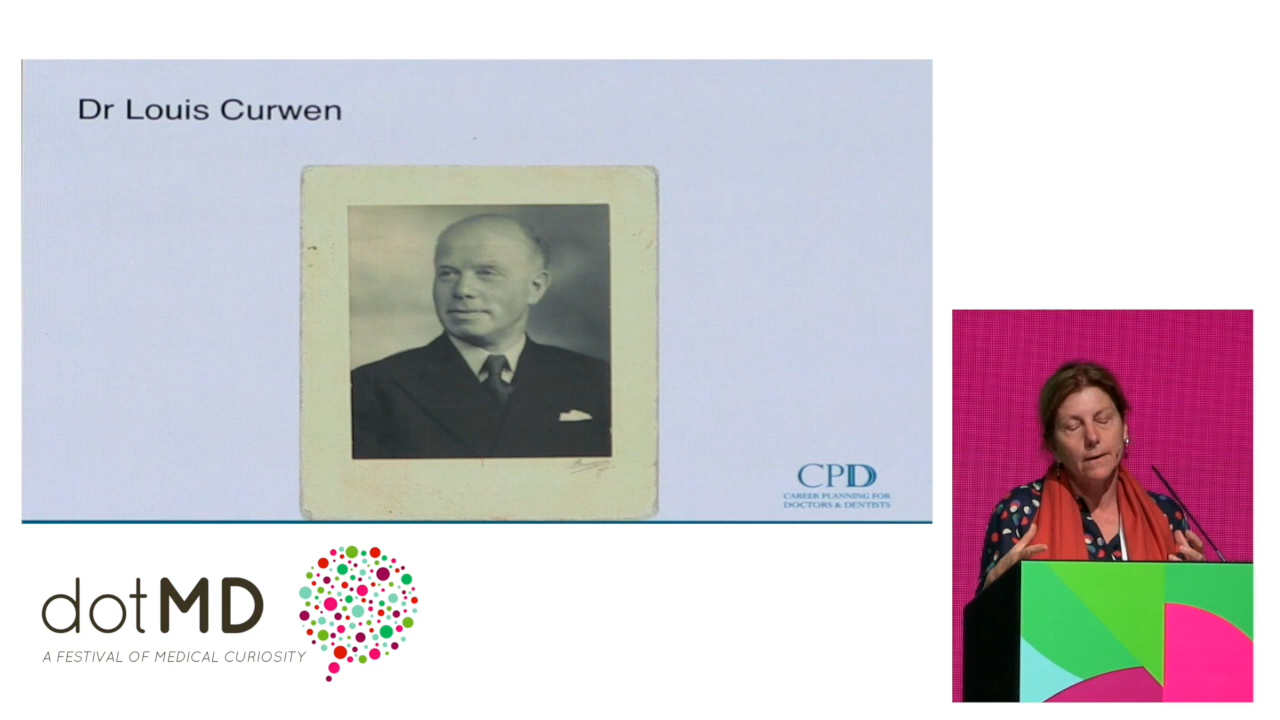 Dr Louis Curwen
CPD
CAREER PLANNING FOR
DOCTORS & DENTISTS
dotMD
A FESTIVAL OF MEDICAL CURIOSITY